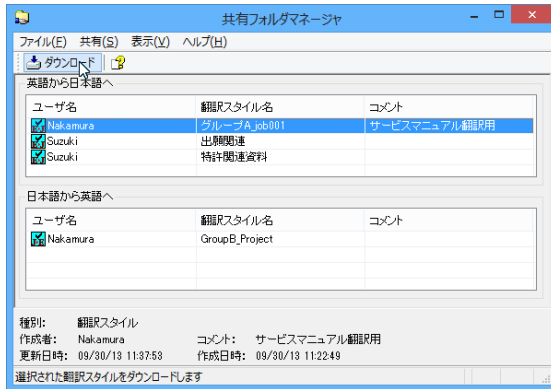 共有フォルダマネージャ
ファイル(F) 共有(S) 表示(V) ヘルプ(H)
ダウンロード
英語から日本語へ
ユーザ名 翻訳スタイル名 コメント
Nakamura グループA_job001 サービスマニュアル翻訳用
Suzuki 出願関連
Suzuki 特許関連資料
日本語から英語へ
ユーザ名 翻訳スタイル名 コメント
Nakamura GroupB_Project
種別: 翻訳スタイル
作成者: Nakamura コメント: サービスマニュアル翻訳用
更新日時: 09/30/13 11:37:53 作成日時: 09/30/13 11:22:49
選択された翻訳スタイルをダウンロードします